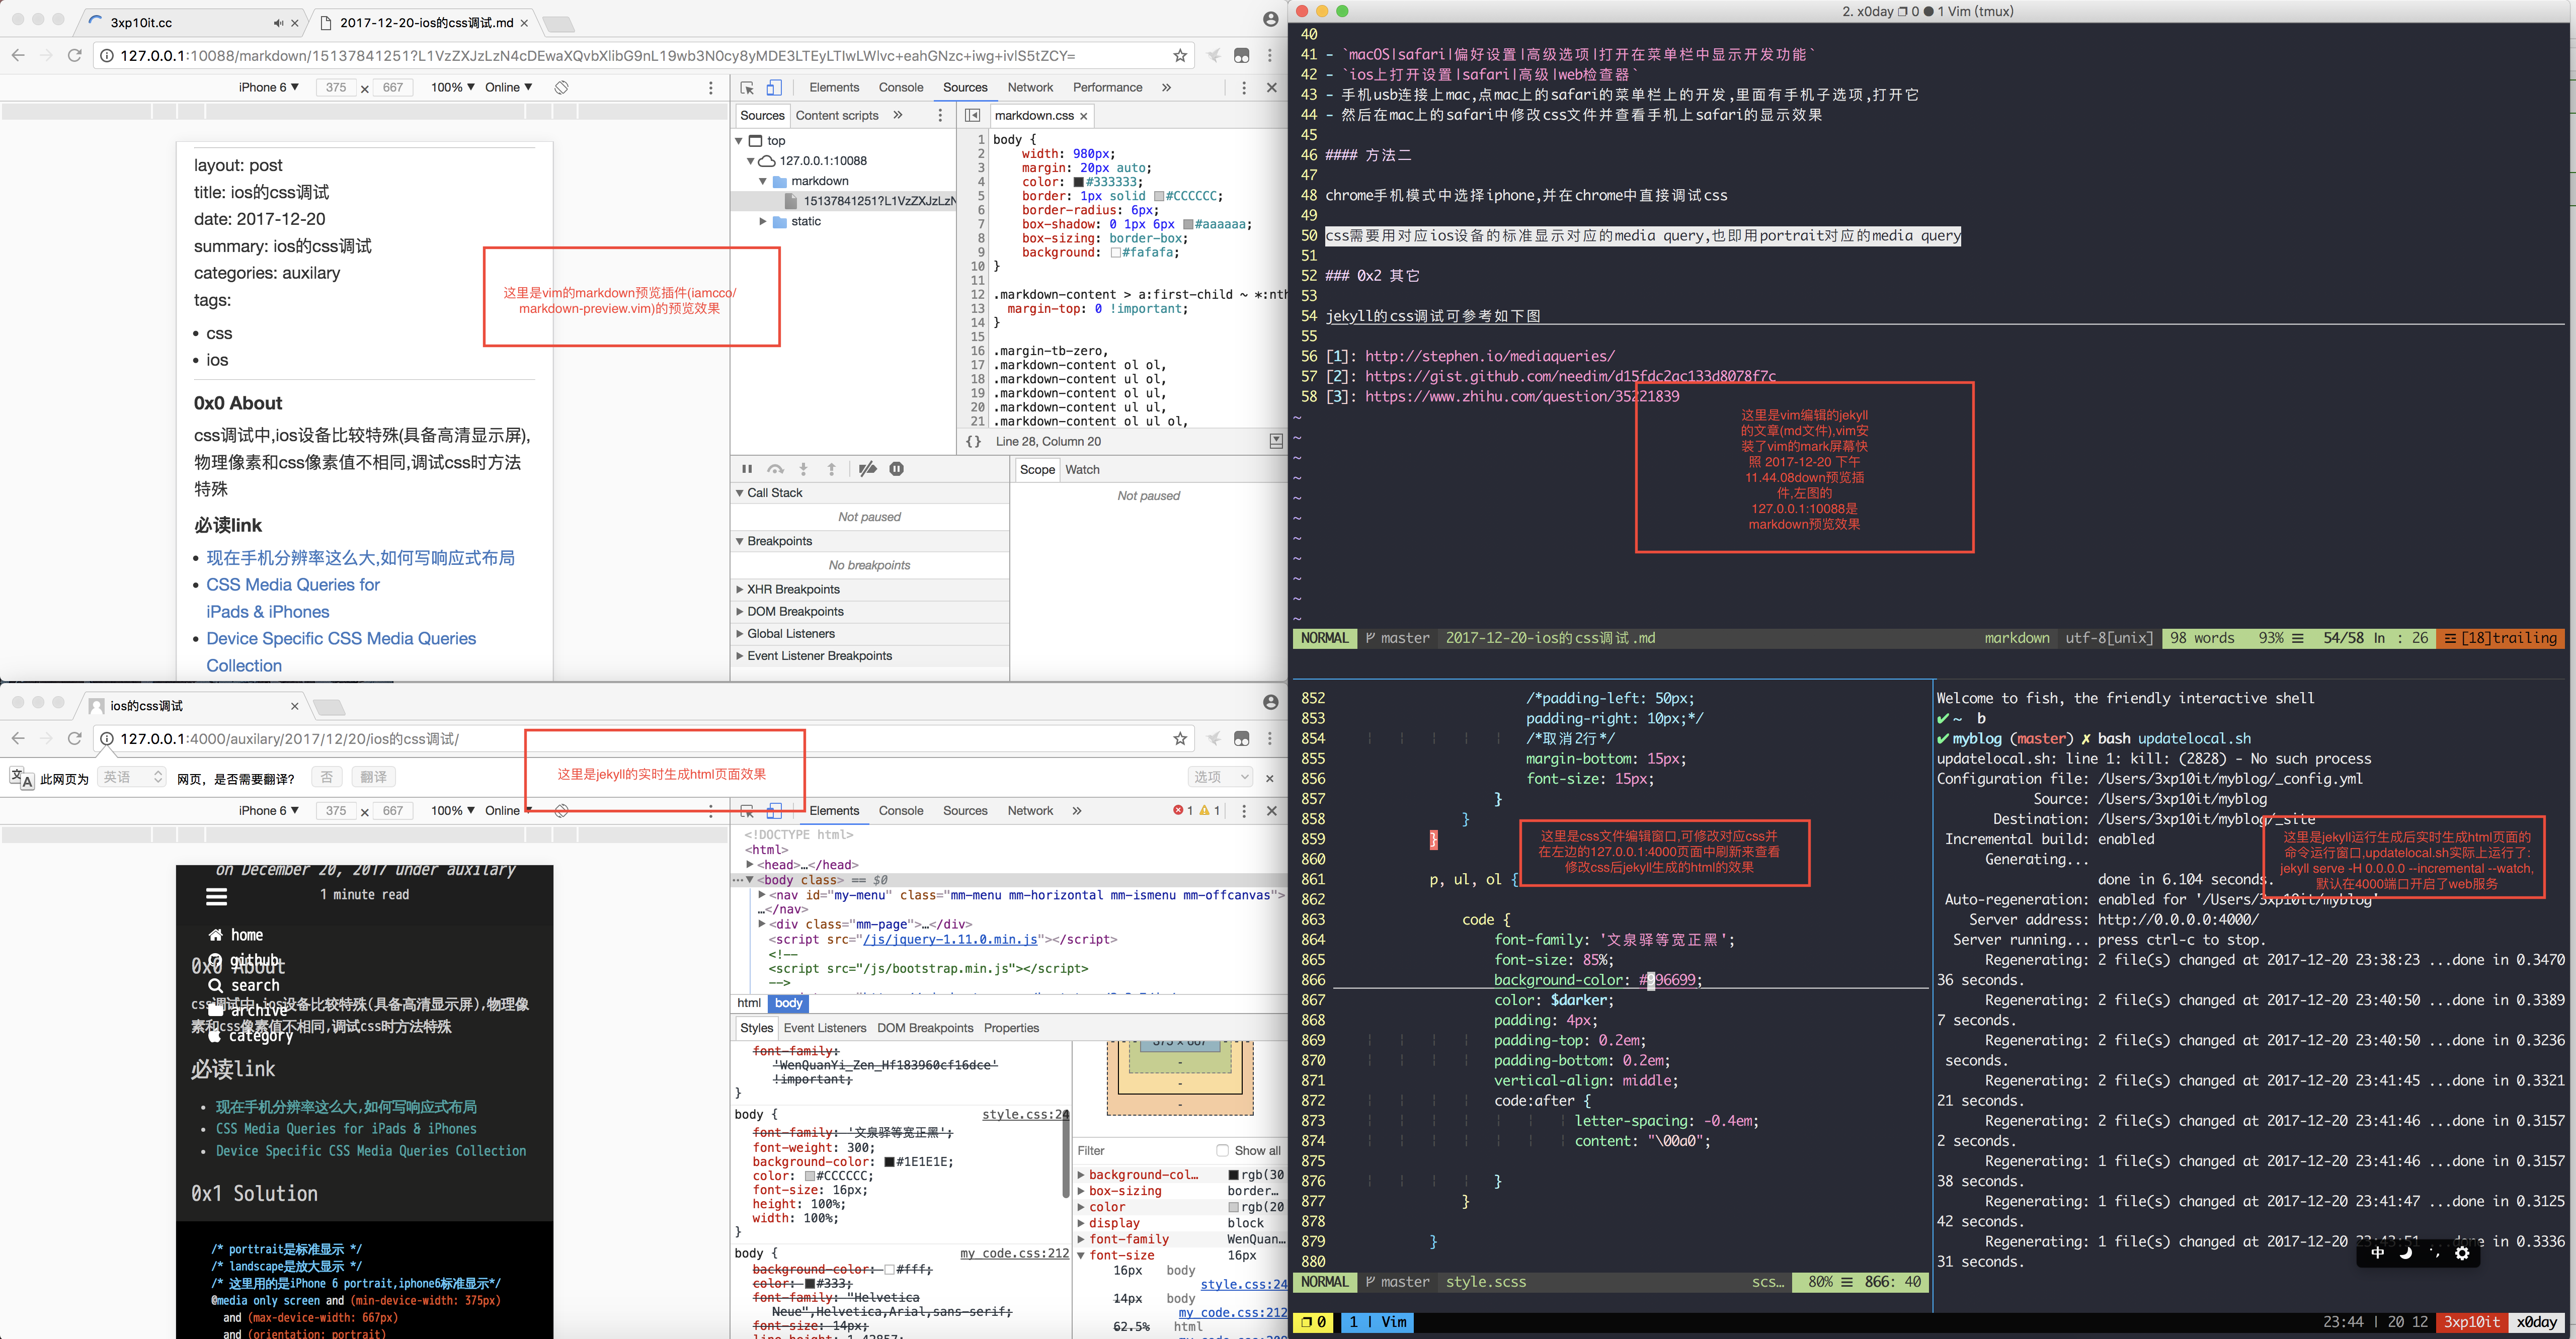 3xp10it.cc
2017-12-20-ios的css调试.md
127.0.0.1:10088/markdown/15137841251?L1VzZXJzLzN4cDEwaXQvbXlibG9nL19wb3N0cy8yMDE3LTEyLTIwLWlvc+eahGNzc+iwg+ivlS5tZCY=
iPhone 6 375 × 667 100% Online
layout: post
title: ios的css调试
date: 2017-12-20
summary: ios的css调试
categories: auxilary
tags:
css
ios
0x0 About
css调试中,ios设备比较特殊(具备高清显示屏),
物理像素和css像素值不相同,调试css时方法
特殊
必读link
现在手机分辨率这么大,如何写响应式布局
CSS Media Queries for
iPads & iPhones
Device Specific CSS Media Queries
Collection
这里是vim的markdown预览插件(iamcco/
markdown-preview.vim)的预览效果
Elements Console Sources Network Performance »
Sources Content scripts »
top
127.0.0.1:10088
markdown
15137841251?L1VzZXJzLzN
static
markdown.css
1 body {
2 width: 980px;
3 margin: 20px auto;
4 color: #333333;
5 border: 1px solid #CCCCCC;
6 border-radius: 6px;
7 box-shadow: 0 1px 6px #aaaaaa;
8 box-sizing: border-box;
9 background: #fafafa;
10 }
11
12 .markdown-content > a:first-child ~ *:nth
13 margin-top: 0 !important;
14 }
15
16 .margin-tb-zero,
17 .markdown-content ol ol,
18 .markdown-content ul ol,
19 .markdown-content ol ul,
20 .markdown-content ul ul,
21 .markdown-content ol ul ol,
{} Line 28, Column 20
Call Stack
Not paused
Breakpoints
No breakpoints
XHR Breakpoints
DOM Breakpoints
Global Listeners
Event Listener Breakpoints
Scope Watch
Not paused
ios的css调试
127.0.0.1:4000/auxilary/2017/12/20/ios的css调试/
此网页为 英语 网页，是否需要翻译? 否 翻译 选项
这里是jekyll的实时生成html页面效果
iPhone 6 375 × 667 100% Online
on December 20, 2017 under auxilary
1 minute read
home
github
0x0 About
search
css调试中,ios设备比较特殊(具备高清显示屏),物理像
archive
素和css像素值不相同,调试css时方法特殊
category
必读link
现在手机分辨率这么大,如何写响应式布局
CSS Media Queries for iPads & iPhones
Device Specific CSS Media Queries Collection
0x1 Solution
/* porttrait是标准显示 */
/* landscape是放大显示 */
/* 这里用的是iPhone 6 portrait,iphone6标准显示*/
@media only screen and (min-device-width: 375px)
and (max-device-width: 667px)
and (orientation: portrait)
Elements Console Sources Network » 1 1
<!DOCTYPE html>
<html>
<head>…</head>
<body class> == $0
<nav id="my-menu" class="mm-menu mm-horizontal mm-ismenu mm-offcanvas">
…</nav>
<div class="mm-page">…</div>
<script src="/js/jquery-1.11.0.min.js"></script>
<!--
<script src="/js/bootstrap.min.js"></script>
-->
html body
Styles Event Listeners DOM Breakpoints Properties
font-family:
'WenQuanYi_Zen_Hf183960cf16dce'
!important;
}
body { style.css:24
font-family: '文泉驿等宽正黑';
font-weight: 300;
background-color: #1E1E1E;
color: #CCCCCC;
font-size: 16px;
height: 100%;
width: 100%;
}
body { my_code.css:212
background-color: #fff;
color: #333;
font-family: "Helvetica
Neue",Helvetica,Arial,sans-serif;
font-size: 14px;
line-height: 1.42857;
375 × 667
-
-
-
Filter Show all
background-col… rgb(30
box-sizing border…
color rgb(20
display block
font-family WenQuan…
font-size 16px
16px body
style.css:24
14px body
my_code.css:212
62.5% html
2. x0day 0 ● 1 Vim (tmux)
40
41 - `macOS|safari|偏好设置|高级选项|打开在菜单栏中显示开发功能`
42 - `ios上打开设置|safari|高级|web检查器`
43 - 手机usb连接上mac,点mac上的safari的菜单栏上的开发,里面有手机子选项,打开它
44 - 然后在mac上的safari中修改css文件并查看手机上safari的显示效果
45
46 #### 方法二
47
48 chrome手机模式中选择iphone,并在chrome中直接调试css
49
50 css需要用对应ios设备的标准显示对应的media query,也即用portrait对应的media query
51
52 ### 0x2 其它
53
54 jekyll的css调试可参考如下图
55
56 [1]: http://stephen.io/mediaqueries/
57 [2]: https://gist.github.com/needim/d15fdc2ac133d8078f7c
58 [3]: https://www.zhihu.com/question/35221839
这里是vim编辑的jekyll
的文章(md文件),vim安
装了vim的mark屏幕快
照 2017-12-20 下午
11.44.08down预览插
件,左图的
127.0.0.1:10088是
markdown预览效果
NORMAL master 2017-12-20-ios的css调试.md markdown utf-8[unix] 98 words 93% ☰ 54/58 ln : 26 [18]trailing
852 /*padding-left: 50px;
853 padding-right: 10px;*/
854 /*取消2行*/
855 margin-bottom: 15px;
856 font-size: 15px;
857 }
858 }
859 }
860
861 p, ul, ol {
862
863 code {
864 font-family: '文泉驿等宽正黑';
865 font-size: 85%;
866 background-color: #996699;
867 color: $darker;
868 padding: 4px;
869 padding-top: 0.2em;
870 padding-bottom: 0.2em;
871 vertical-align: middle;
872 code:after {
873 letter-spacing: -0.4em;
874 content: "\00a0";
875
876 }
877 }
878
879 }
880
这里是css文件编辑窗口,可修改对应css并
在左边的127.0.0.1:4000页面中刷新来查看
修改css后jekyll生成的html的效果
NORMAL master style.scss scs… 80% ☰ 866: 40
Welcome to fish, the friendly interactive shell
✔ ~ b
✔ myblog (master) ✗ bash updatelocal.sh
updatelocal.sh: line 1: kill: (2828) - No such process
Configuration file: /Users/3xp10it/myblog/_config.yml
Source: /Users/3xp10it/myblog
Destination: /Users/3xp10it/myblog/_site
Incremental build: enabled
Generating...
done in 6.104 seconds.
Auto-regeneration: enabled for '/Users/3xp10it/myblog'
Server address: http://0.0.0.0:4000/
Server running... press ctrl-c to stop.
Regenerating: 2 file(s) changed at 2017-12-20 23:38:23 ...done in 0.3470
36 seconds.
Regenerating: 2 file(s) changed at 2017-12-20 23:40:50 ...done in 0.3389
7 seconds.
Regenerating: 2 file(s) changed at 2017-12-20 23:40:50 ...done in 0.3236
seconds.
Regenerating: 2 file(s) changed at 2017-12-20 23:41:45 ...done in 0.3321
21 seconds.
Regenerating: 2 file(s) changed at 2017-12-20 23:41:46 ...done in 0.3157
2 seconds.
Regenerating: 1 file(s) changed at 2017-12-20 23:41:46 ...done in 0.3157
38 seconds.
Regenerating: 1 file(s) changed at 2017-12-20 23:41:47 ...done in 0.3125
42 seconds.
Regenerating: 1 file(s) changed at 2017-12-20 23:43:51 ...done in 0.3336
31 seconds.
这里是jekyll运行生成后实时生成html页面的
命令运行窗口,updatelocal.sh实际上运行了:
jekyll serve -H 0.0.0.0 --incremental --watch,
默认在4000端口开启了web服务
中
0 1 | Vim 23:44 | 20 12 3xp10it x0day